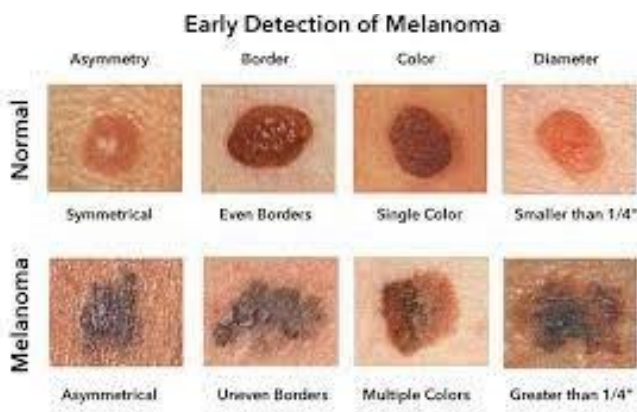 Early Detection of Melanoma
Asymmetry Border Color Diameter
Normal
Symmetrical Even Borders Single Color Smaller than 1/4"
Melanoma
Asymmetrical Uneven Borders Multiple Colors Greater than 1/4"